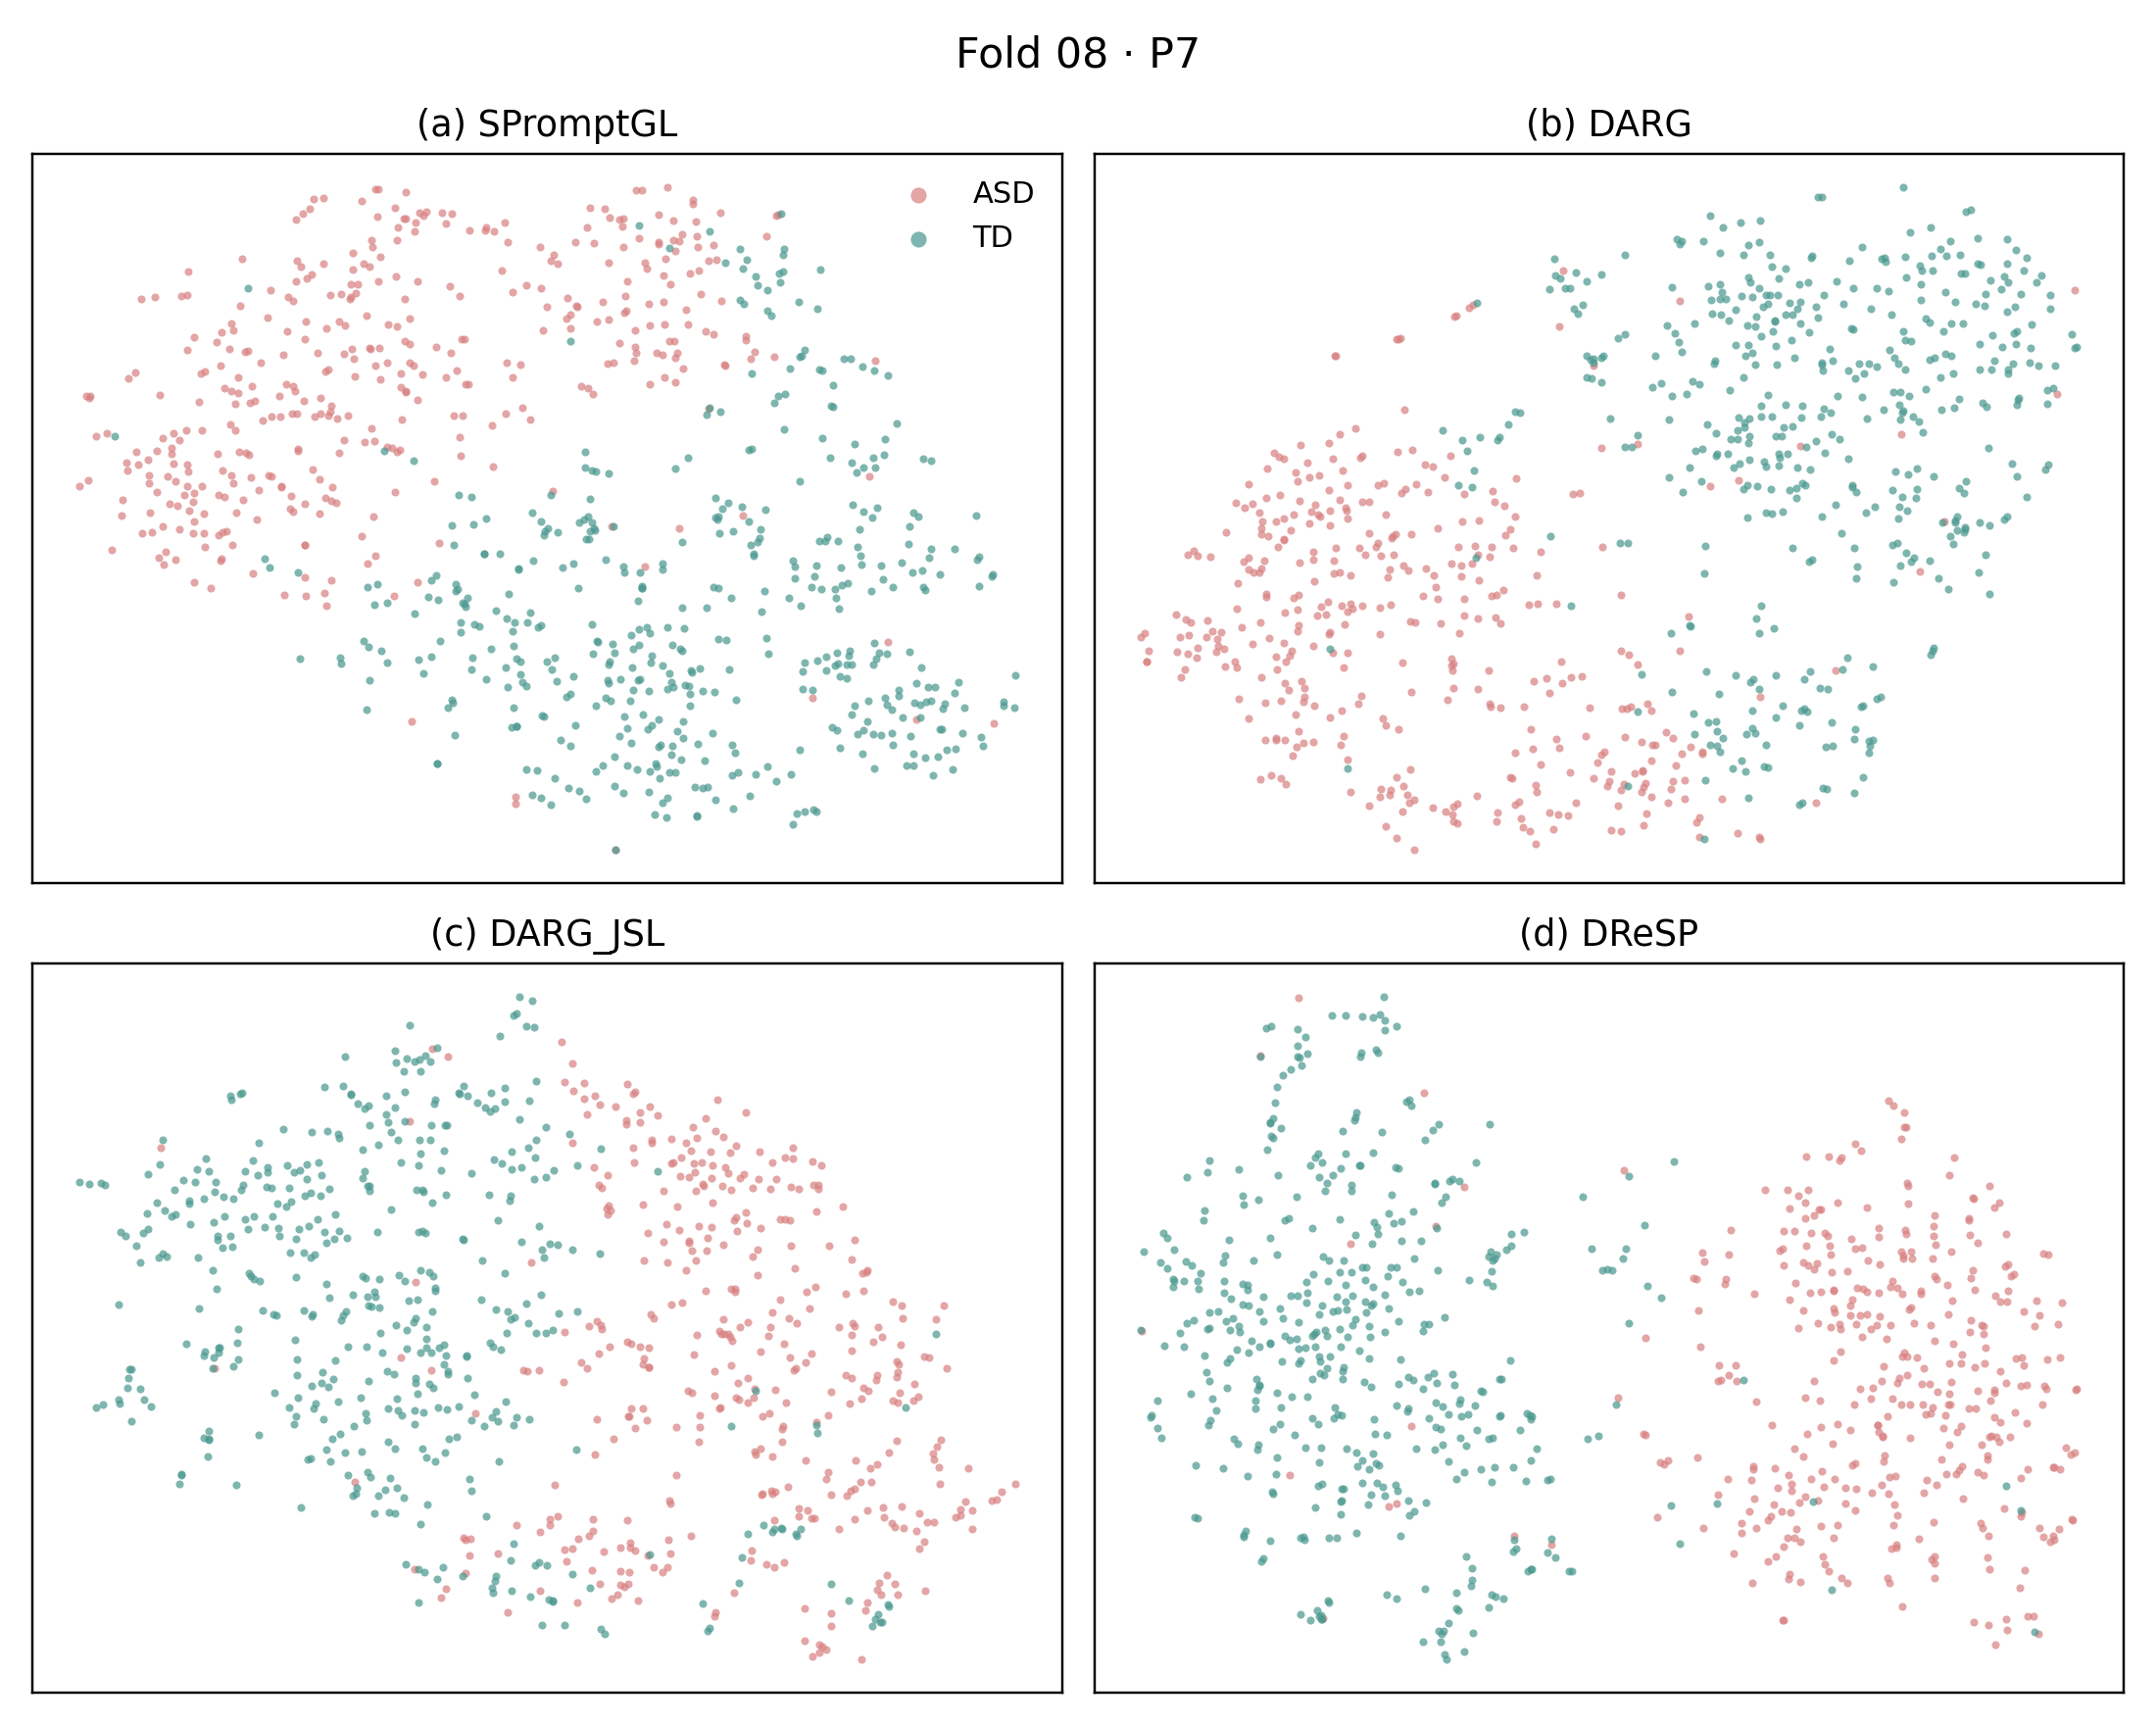 Fold 08 · P7
(a) SPromptGL
(b) DARG
ASD
TD
(c) DARG_JSL
(d) DReSP